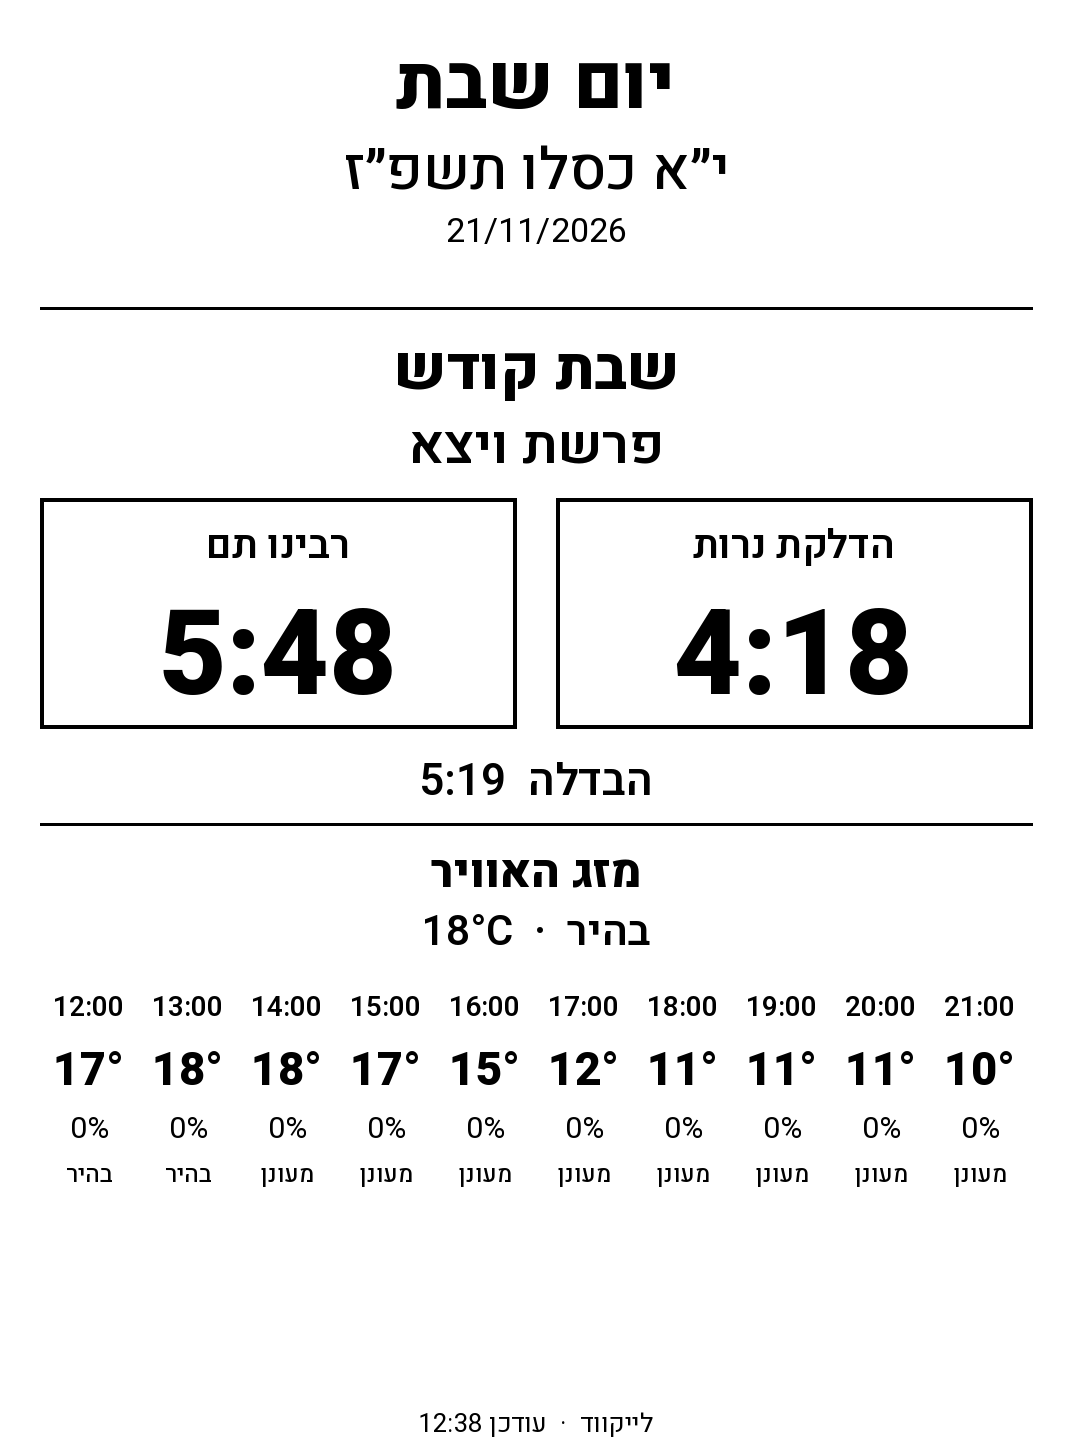 יום שבת
י״א כסלו תשפ״ז
21/11/2026
שבת קודש
פרשת ויצא
הדלקת נרות
4:18
רבינו תם
5:48
הבדלה 5:19
מזג האוויר
בהיר · 18°C
12:00 13:00 14:00 15:00 16:00 17:00 18:00 19:00 20:00 21:00
17° 18° 18° 17° 15° 12° 11° 11° 11° 10°
0% 0% 0% 0% 0% 0% 0% 0% 0% 0%
בהיר בהיר מעונן מעונן מעונן מעונן מעונן מעונן מעונן מעונן
לייקווד · עודכן 12:38